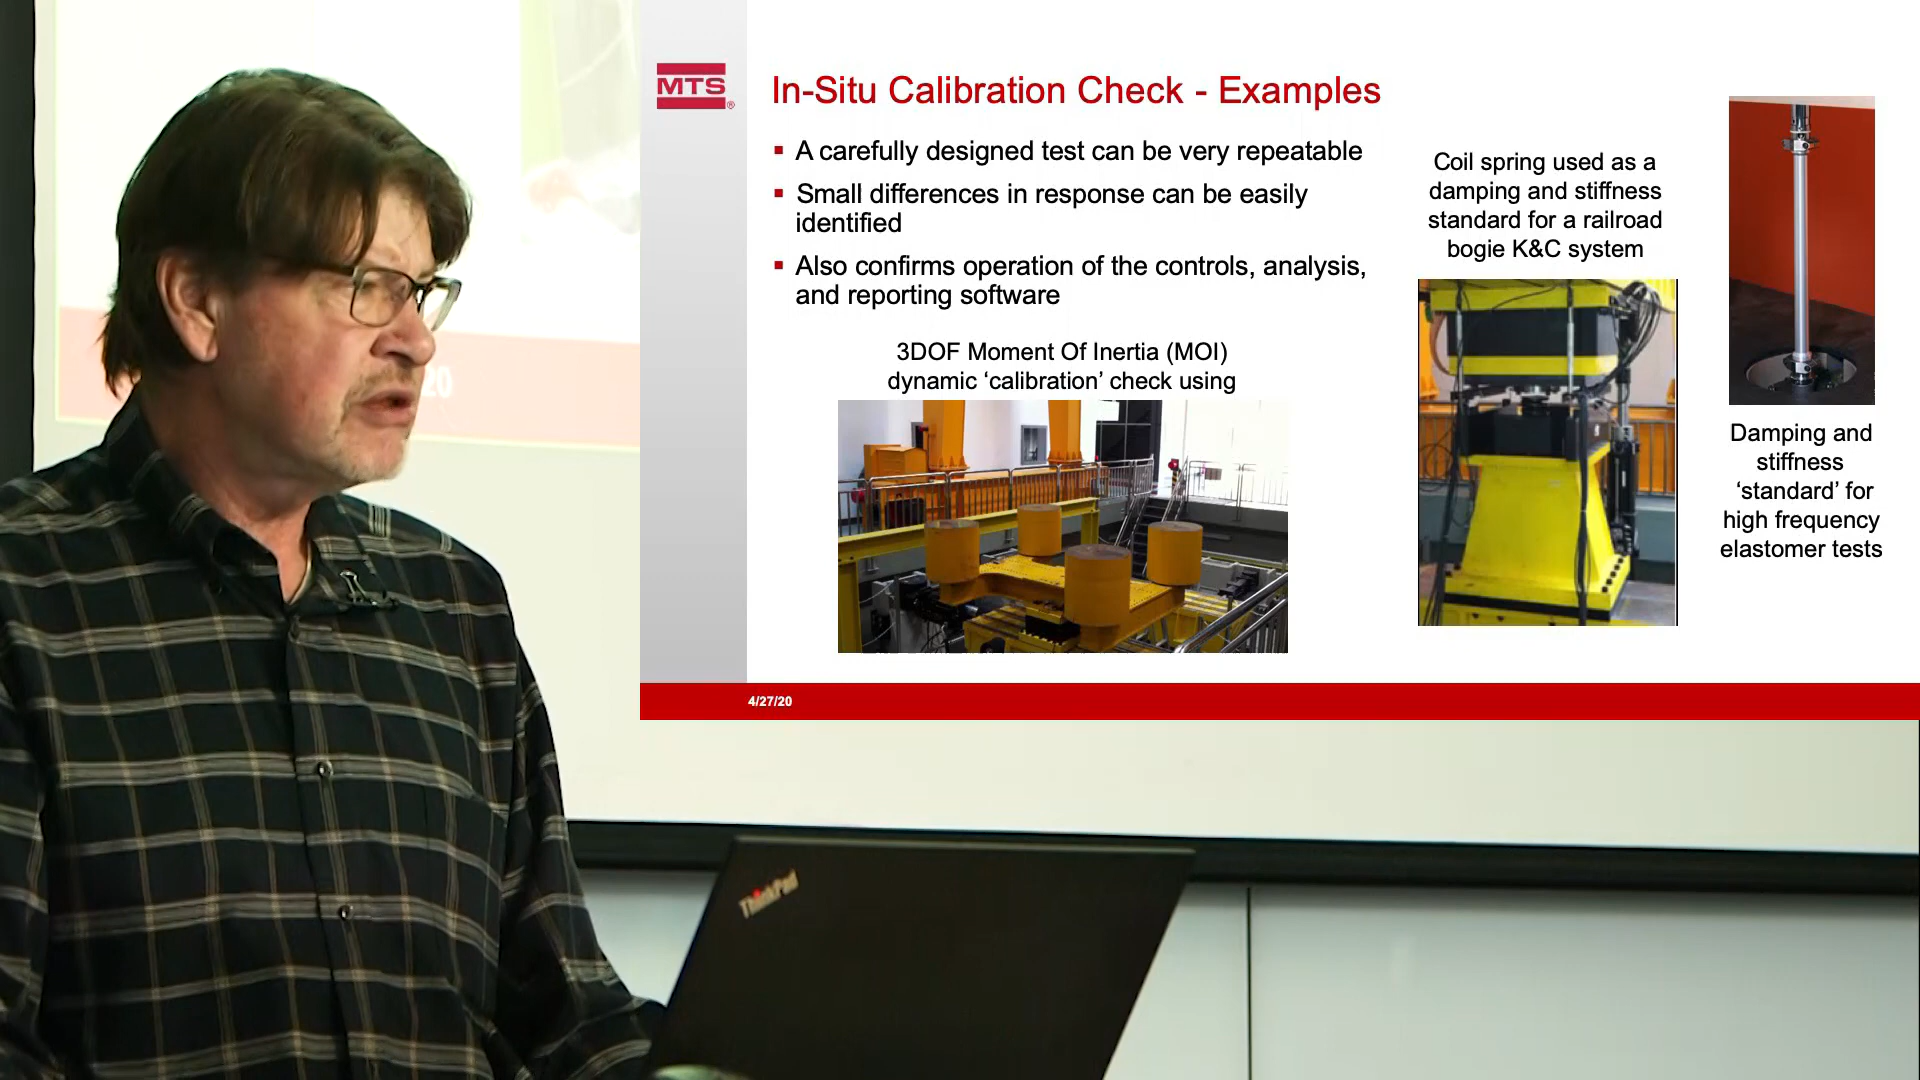 MTS®
In-Situ Calibration Check - Examples
A carefully designed test can be very repeatable
Small differences in response can be easily
identified
Also confirms operation of the controls, analysis,
and reporting software
3DOF Moment Of Inertia (MOI)
dynamic ‘calibration’ check using
Coil spring used as a
damping and stiffness
standard for a railroad
bogie K&C system
Damping and
stiffness
‘standard’ for
high frequency
elastomer tests
4/27/20
20
ThinkPad